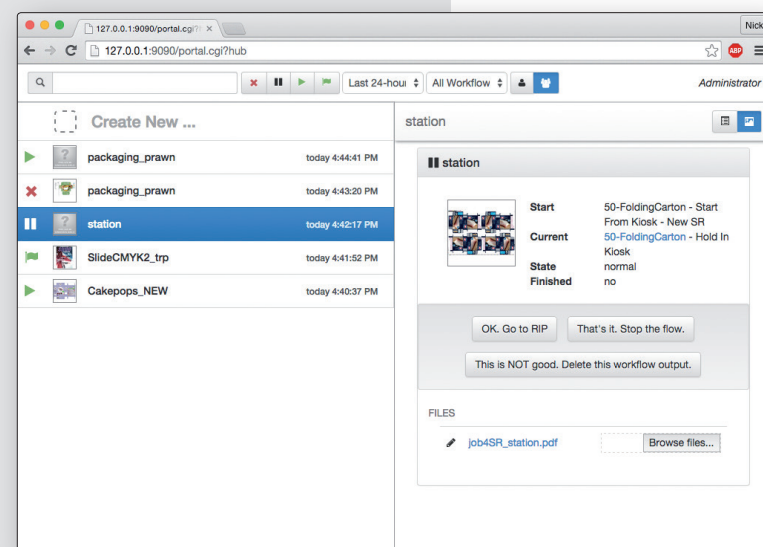 127.0.0.1:9090/portal.cgi?
Nick
127.0.0.1:9090/portal.cgi?hub
ABP
Last 24-hour
All Workflow
Administrator
Create New ...
packaging_prawn today 4:44:41 PM
packaging_prawn today 4:43:20 PM
station today 4:42:17 PM
SlideCMYK2_trp today 4:41:52 PM
Cakepops_NEW today 4:40:37 PM
station
station
Start 50-FoldingCarton - Start
From Kiosk - New SR
Current 50-FoldingCarton - Hold In
Kiosk
State normal
Finished no
OK. Go to RIP
That's it. Stop the flow.
This is NOT good. Delete this workflow output.
FILES
job4SR_station.pdf
Browse files...